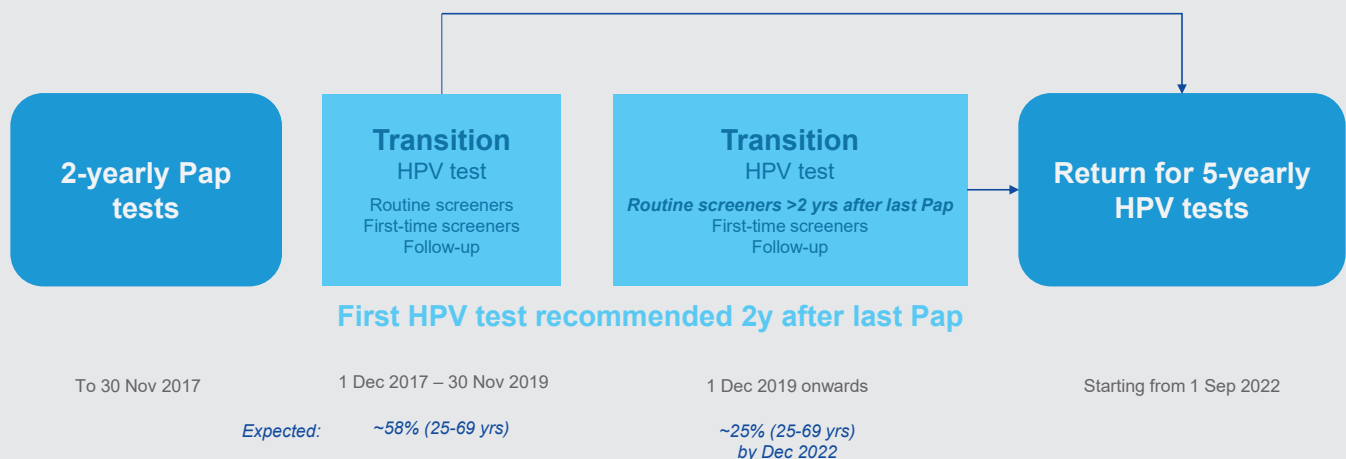 2-yearly Pap
tests
Transition
HPV test
Routine screeners
First-time screeners
Follow-up
Transition
HPV test
Routine screeners >2 yrs after last Pap
First-time screeners
Follow-up
Return for 5-yearly
HPV tests
First HPV test recommended 2y after last Pap
To 30 Nov 2017
1 Dec 2017 – 30 Nov 2019
1 Dec 2019 onwards
Starting from 1 Sep 2022
Expected:
~58% (25-69 yrs)
~25% (25-69 yrs)
by Dec 2022